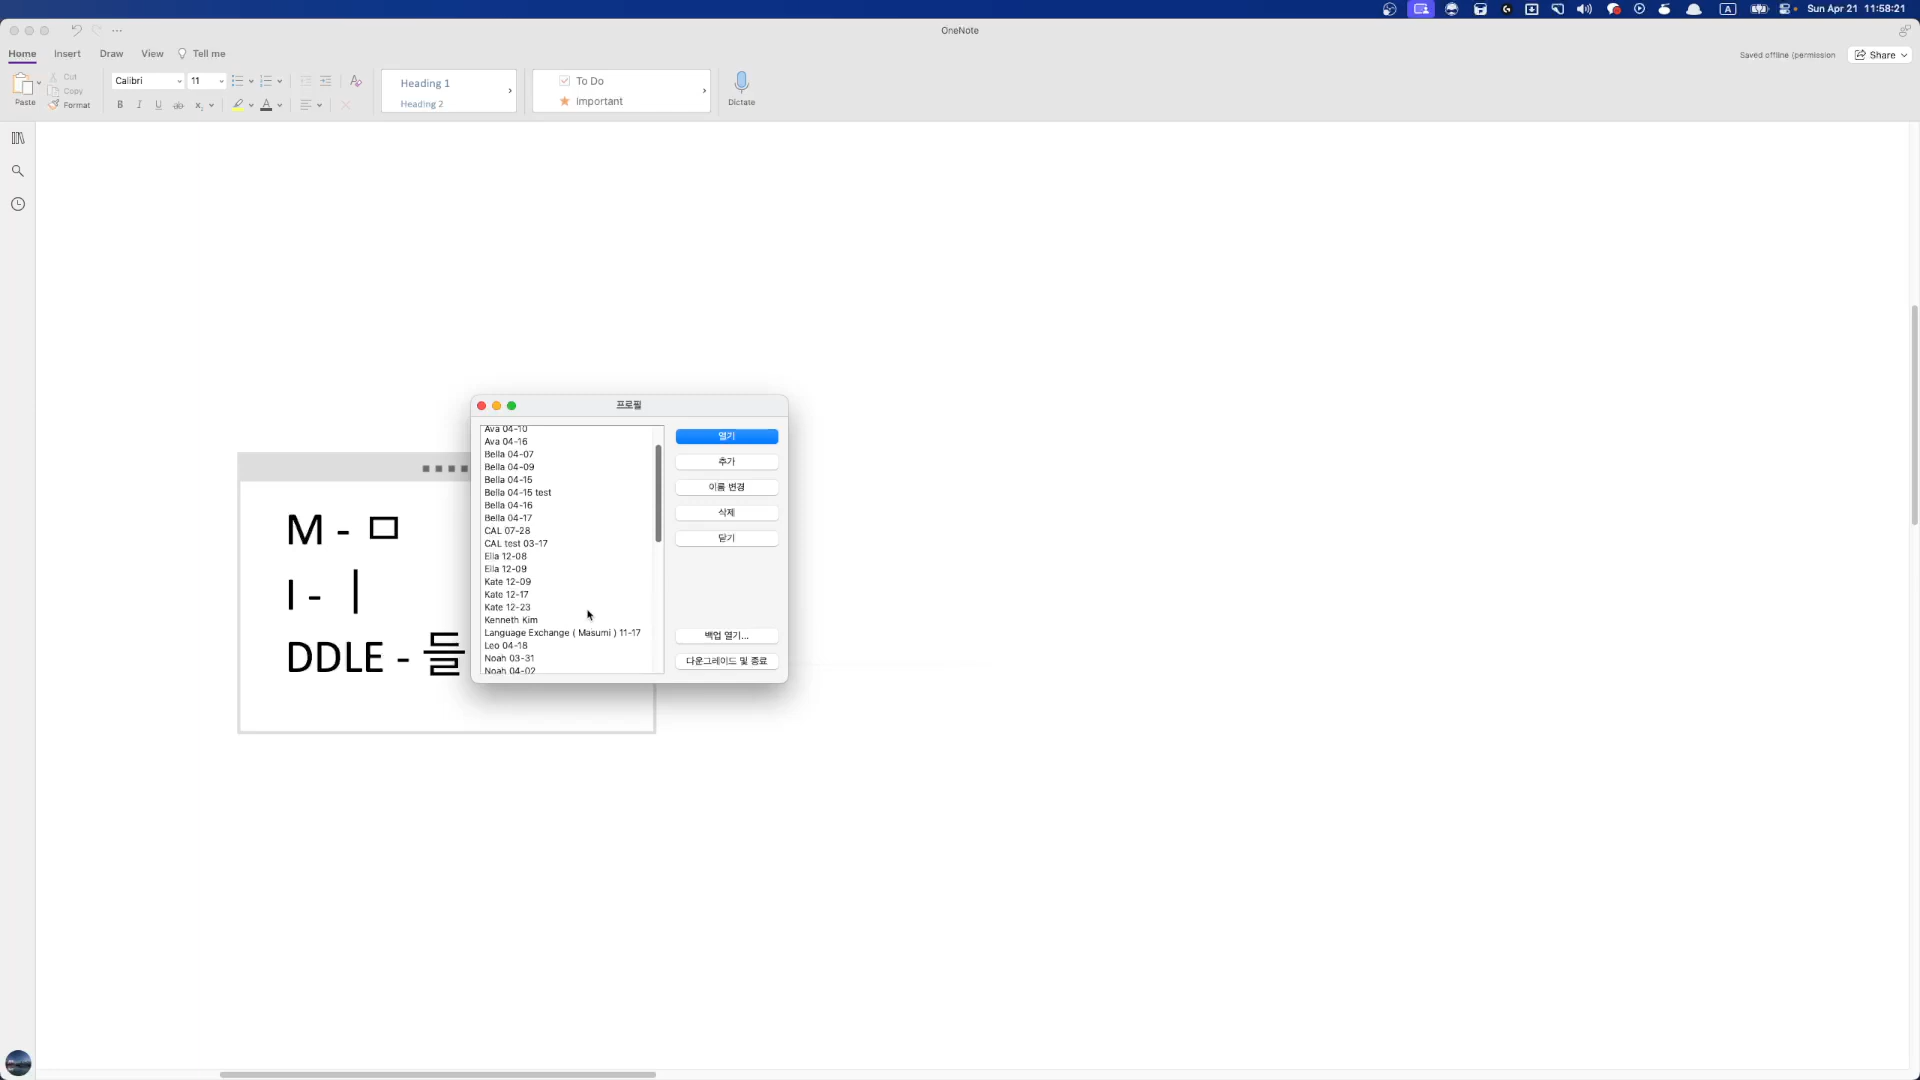 Sun Apr 21 11:58:21
OneNote
Home Insert Draw View Tell me
Saved offline (permission
Share
Paste
Cut
Copy
Format
Calibri 11
B I U ab
Heading 1
Heading 2
To Do
Important
Dictate
M - ㅁ
I - ㅣ
DDLE - 들
프로필
Ava 04-10
Ava 04-16
Bella 04-07
Bella 04-09
Bella 04-15
Bella 04-15 test
Bella 04-16
Bella 04-17
CAL 07-28
CAL test 03-17
Ella 12-08
Ella 12-09
Kate 12-09
Kate 12-17
Kate 12-23
Kenneth Kim
Language Exchange ( Masumi ) 11-17
Leo 04-18
Noah 03-31
Noah 04-02
열기
추가
이름 변경
삭제
닫기
백업 열기...
다운그레이드 및 종료